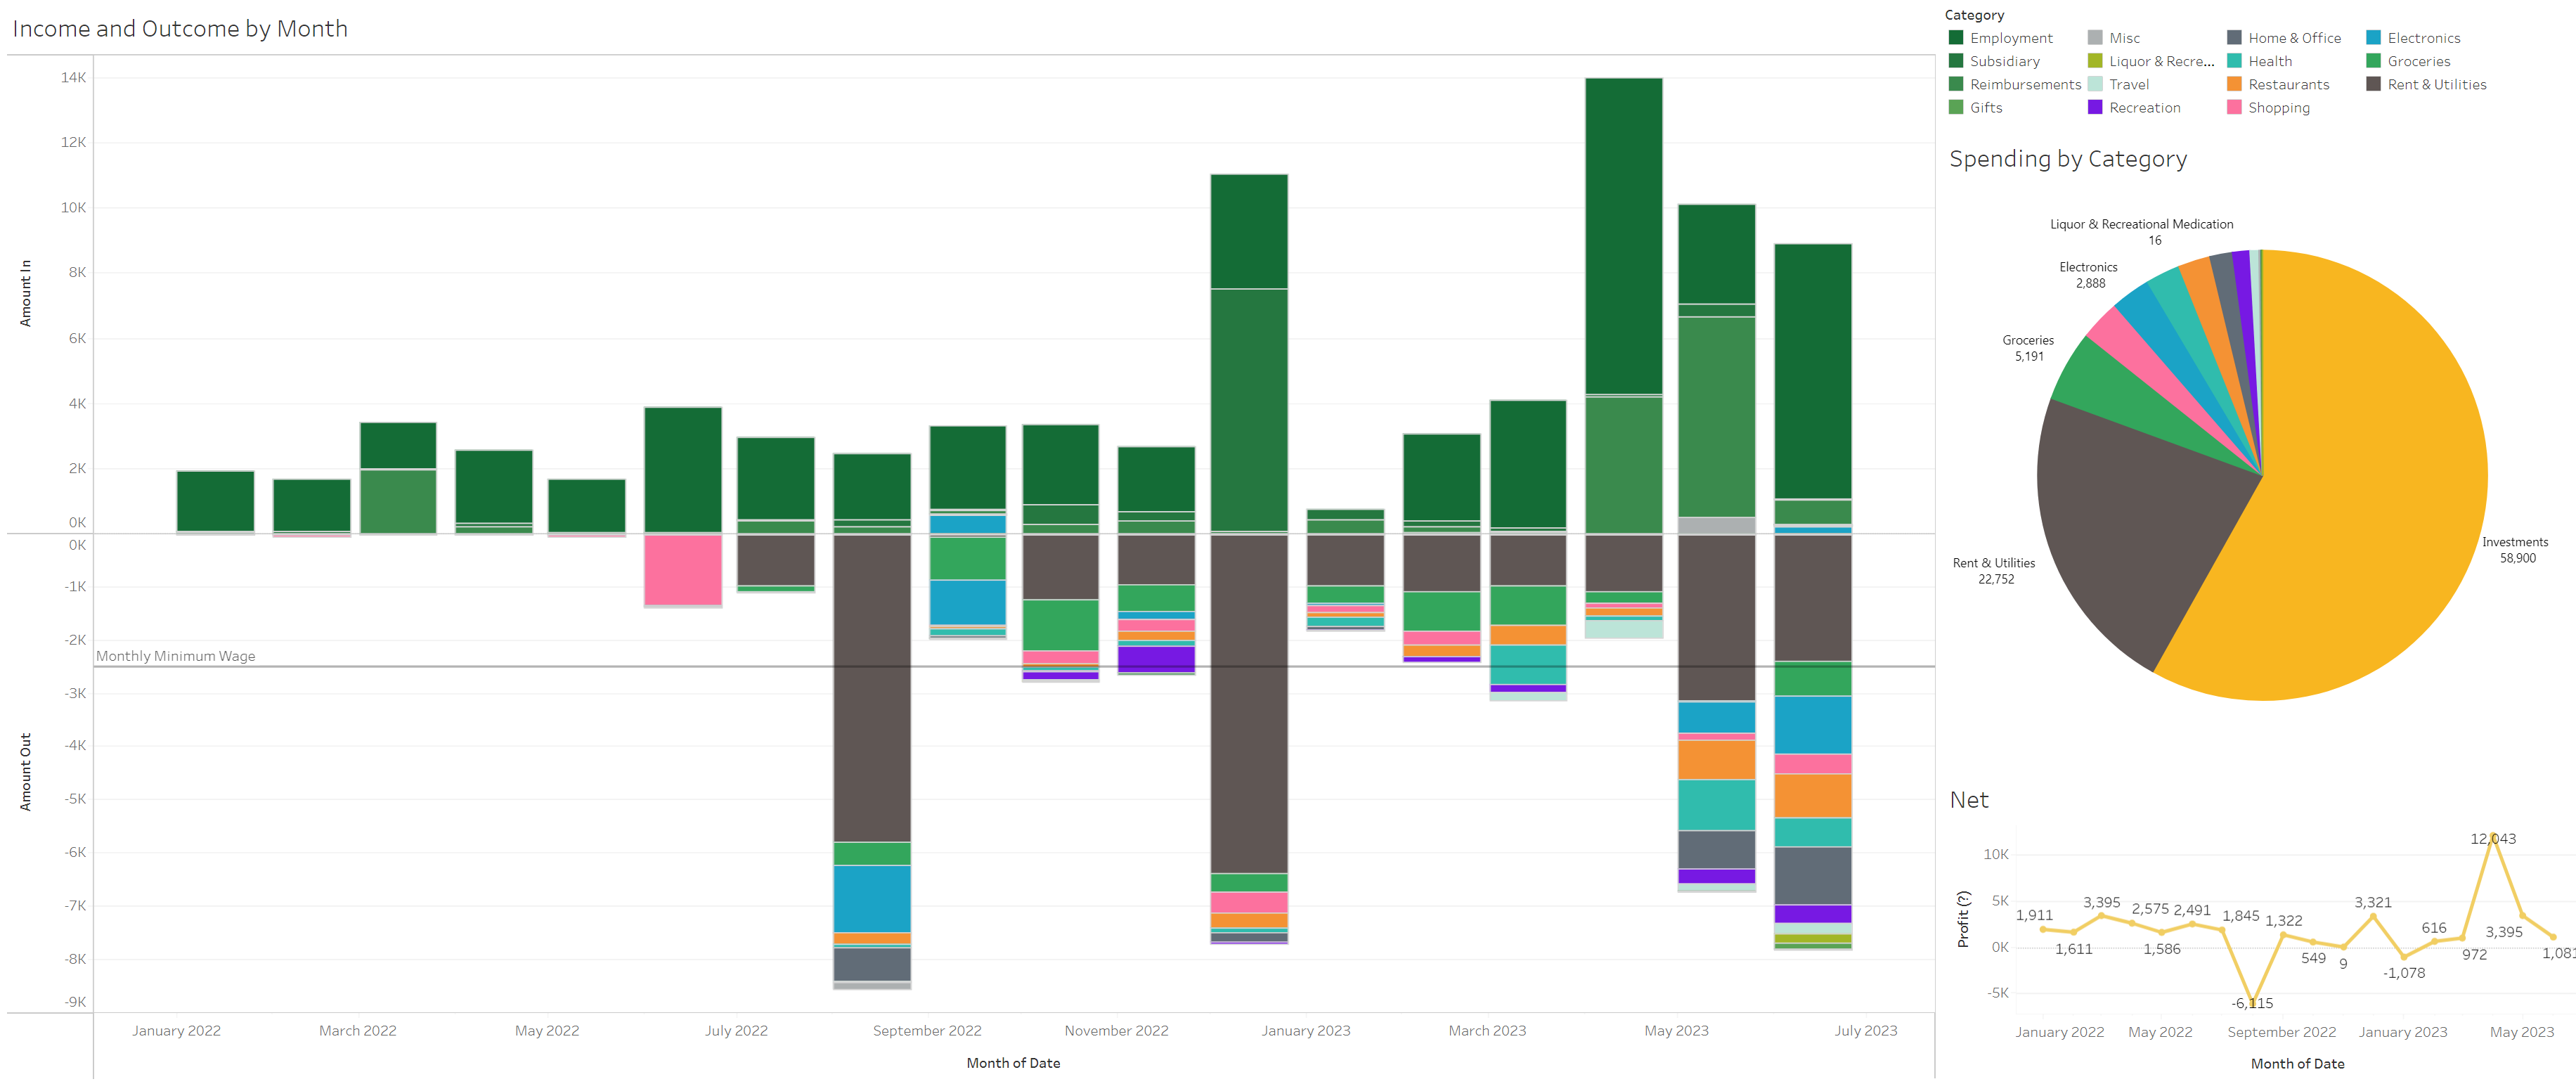 Income and Outcome by Month
Amount In
14K
12K
10K
8K
6K
4K
2K
0K
Amount Out
0K
-1K
-2K
Monthly Minimum Wage
-3K
-4K
-5K
-6K
-7K
-8K
-9K
January 2022 March 2022 May 2022 July 2022 September 2022 November 2022 January 2023 March 2023 May 2023 July 2023
Month of Date
Category
Employment Misc Home & Office Electronics
Subsidiary Liquor & Recre... Health Groceries
Reimbursements Travel Restaurants Rent & Utilities
Gifts Recreation Shopping
Spending by Category
Liquor & Recreational Medication
16
Electronics
2,888
Groceries
5,191
Investments
58,900
Rent & Utilities
22,752
Net
Profit (?)
10K
5K
0K
-5K
1,911
1,611
3,395
2,575
1,586
2,491
1,845
-6,115
1,322
549
9
3,321
-1,078
616
972
12,043
3,395
1,081
January 2022 May 2022 September 2022 January 2023 May 2023
Month of Date